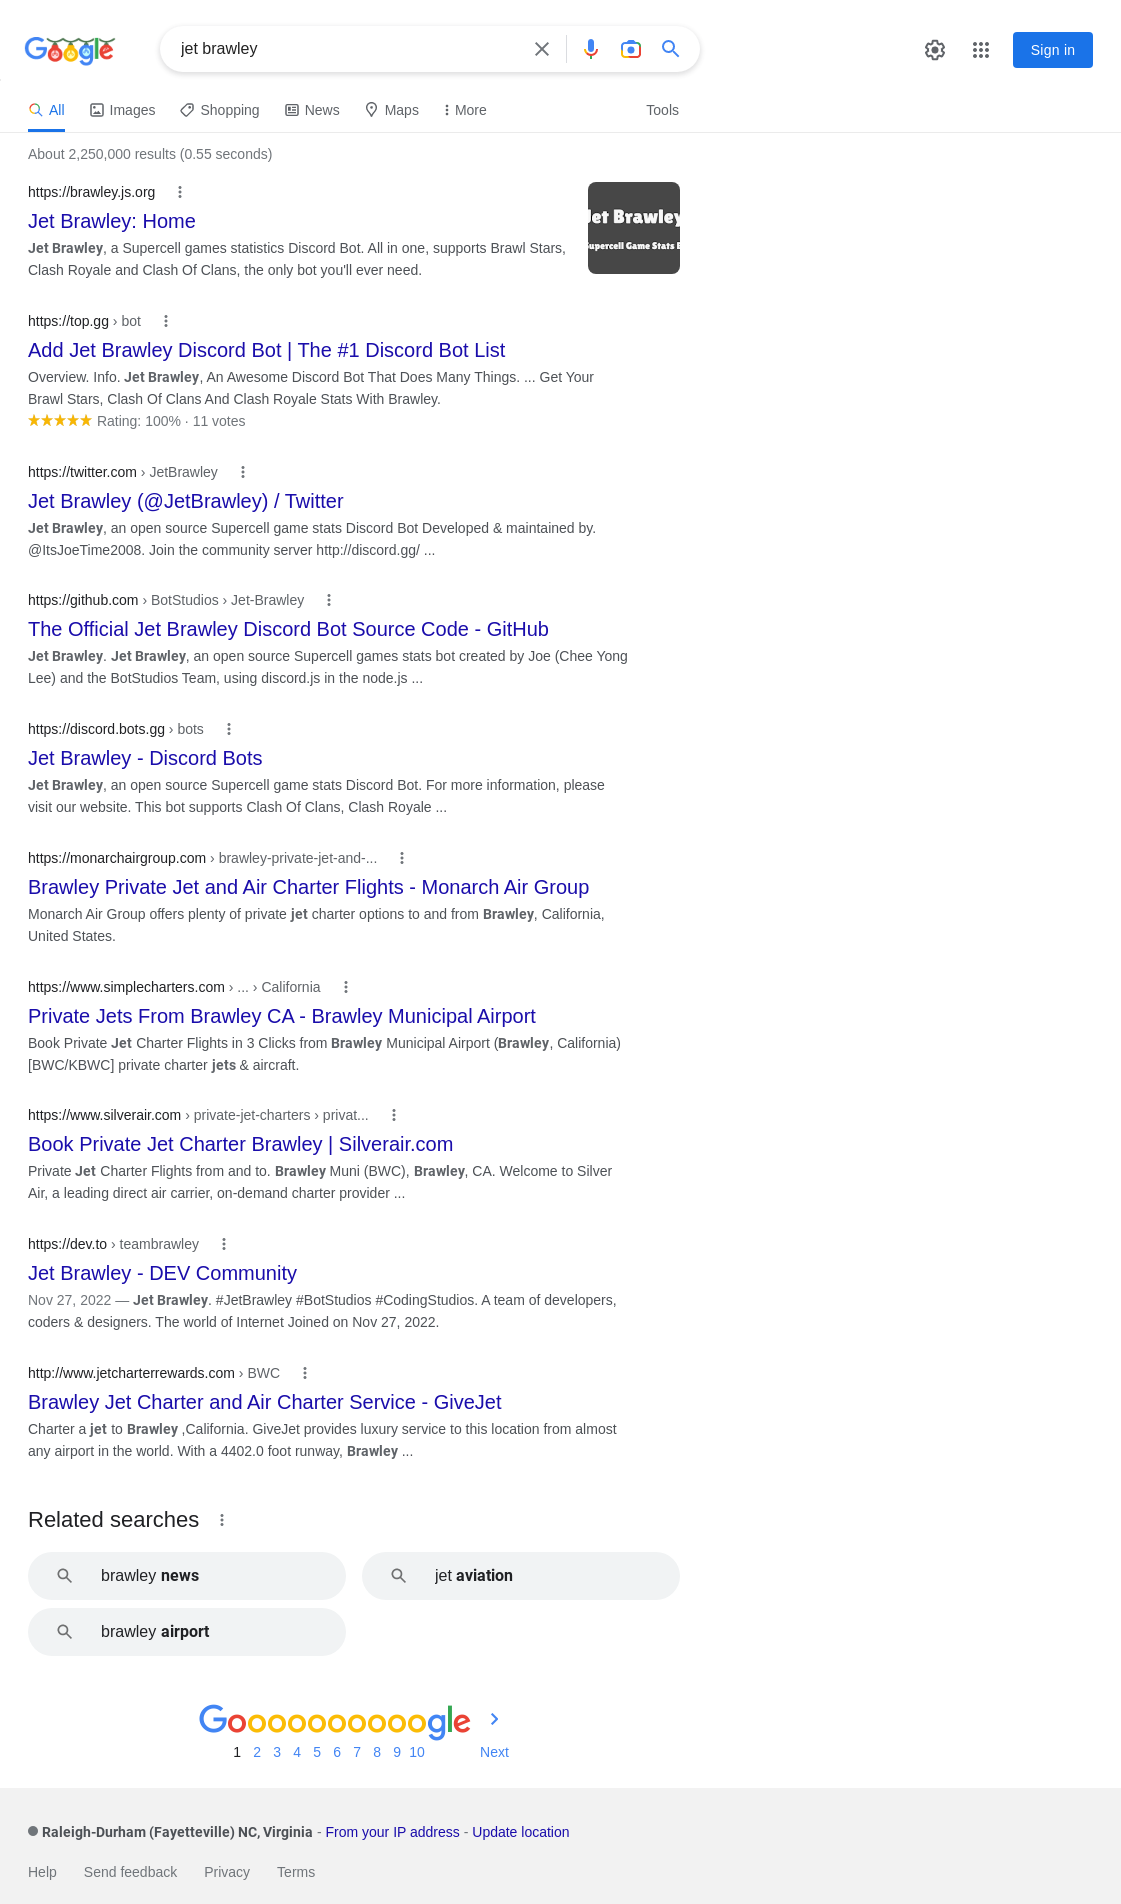 Google
jet brawley
Sign in
All Images Shopping News Maps More Tools
About 2,250,000 results (0.55 seconds)
https://brawley.js.org
Jet Brawley: Home
Jet Brawley, a Supercell games statistics Discord Bot. All in one, supports Brawl Stars,
Clash Royale and Clash Of Clans, the only bot you'll ever need.
Jet Brawley
Supercell Game Stats
https://top.gg › bot
Add Jet Brawley Discord Bot | The #1 Discord Bot List
Overview. Info. Jet Brawley, An Awesome Discord Bot That Does Many Things. ... Get Your
Brawl Stars, Clash Of Clans And Clash Royale Stats With Brawley.
Rating: 100% · 11 votes
https://twitter.com › JetBrawley
Jet Brawley (@JetBrawley) / Twitter
Jet Brawley, an open source Supercell game stats Discord Bot Developed & maintained by.
@ItsJoeTime2008. Join the community server http://discord.gg/ ...
https://github.com › BotStudios › Jet-Brawley
The Official Jet Brawley Discord Bot Source Code - GitHub
Jet Brawley. Jet Brawley, an open source Supercell games stats bot created by Joe (Chee Yong
Lee) and the BotStudios Team, using discord.js in the node.js ...
https://discord.bots.gg › bots
Jet Brawley - Discord Bots
Jet Brawley, an open source Supercell game stats Discord Bot. For more information, please
visit our website. This bot supports Clash Of Clans, Clash Royale ...
https://monarchairgroup.com › brawley-private-jet-and-...
Brawley Private Jet and Air Charter Flights - Monarch Air Group
Monarch Air Group offers plenty of private jet charter options to and from Brawley, California,
United States.
https://www.simplecharters.com › ... › California
Private Jets From Brawley CA - Brawley Municipal Airport
Book Private Jet Charter Flights in 3 Clicks from Brawley Municipal Airport (Brawley, California)
[BWC/KBWC] private charter jets & aircraft.
https://www.silverair.com › private-jet-charters › privat...
Book Private Jet Charter Brawley | Silverair.com
Private Jet Charter Flights from and to. Brawley Muni (BWC), Brawley, CA. Welcome to Silver
Air, a leading direct air carrier, on-demand charter provider ...
https://dev.to › teambrawley
Jet Brawley - DEV Community
Nov 27, 2022 — Jet Brawley. #JetBrawley #BotStudios #CodingStudios. A team of developers,
coders & designers. The world of Internet Joined on Nov 27, 2022.
http://www.jetcharterrewards.com › BWC
Brawley Jet Charter and Air Charter Service - GiveJet
Charter a jet to Brawley ,California. GiveJet provides luxury service to this location from almost
any airport in the world. With a 4402.0 foot runway, Brawley ...
Related searches
brawley news
jet aviation
brawley airport
Goooooooooogle
1 2 3 4 5 6 7 8 9 10 Next
Raleigh-Durham (Fayetteville) NC, Virginia - From your IP address - Update location
Help Send feedback Privacy Terms